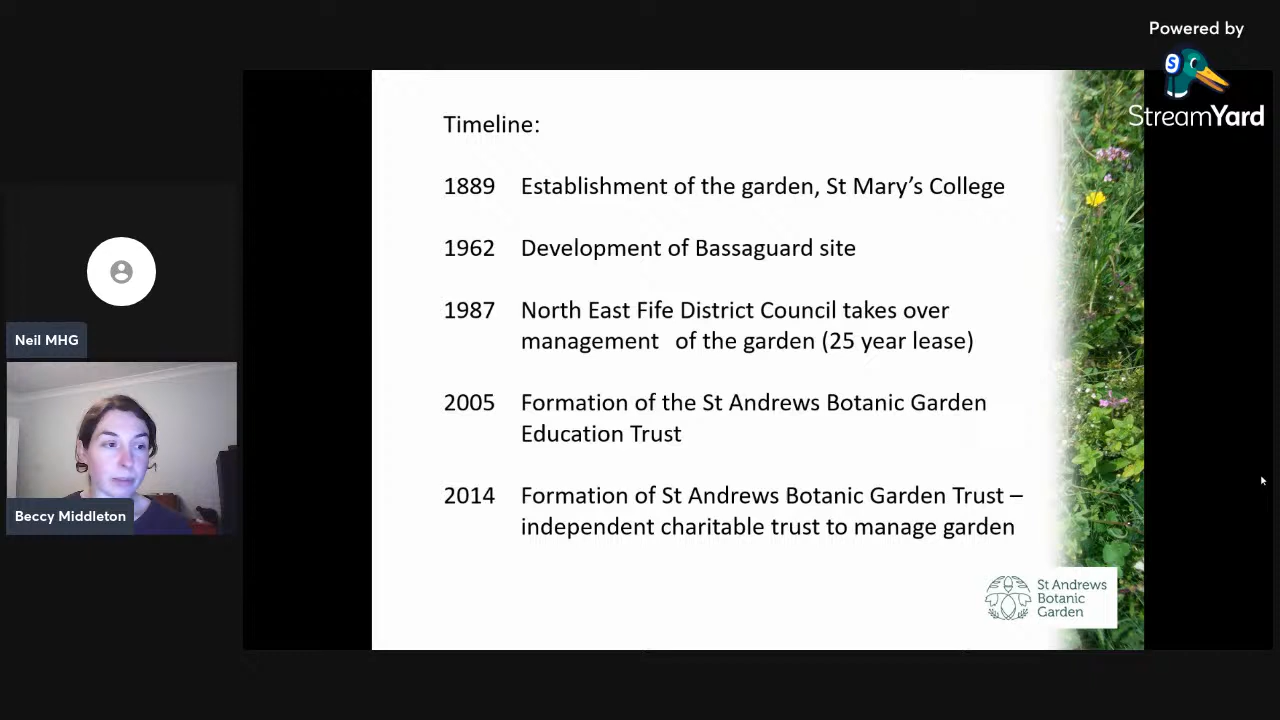 Powered by
StreamYard
Timeline:
1889 Establishment of the garden, St Mary’s College
1962 Development of Bassaguard site
1987 North East Fife District Council takes over
management of the garden (25 year lease)
2005 Formation of the St Andrews Botanic Garden
Education Trust
2014 Formation of St Andrews Botanic Garden Trust –
independent charitable trust to manage garden
St Andrews
Botanic
Garden
Neil MHG
Beccy Middleton